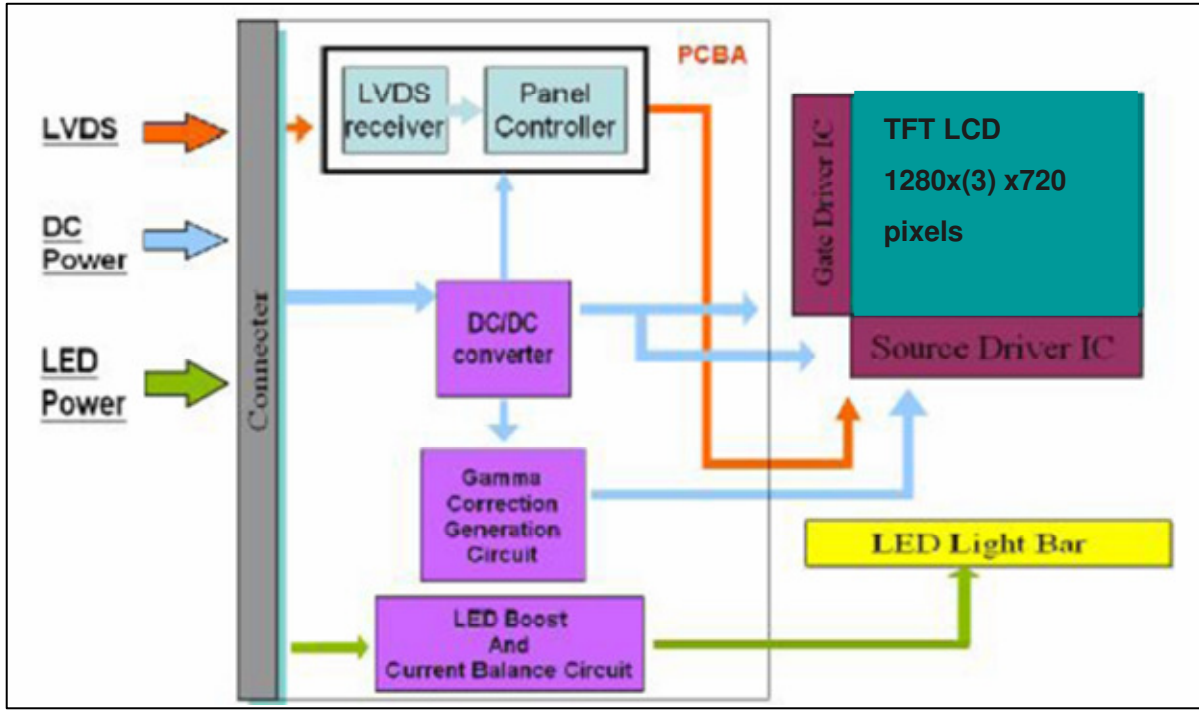 PCBA
LVDS
receiver
Panel
Controller
LVDS
DC
Power
LED
Power
Connecter
DC/DC
converter
Gamma
Correction
Generation
Circuit
LED Boost
And
Current Balance Circuit
Gate Driver IC
TFT LCD
1280x(3) x720
pixels
Source Driver IC
LED Light Bar